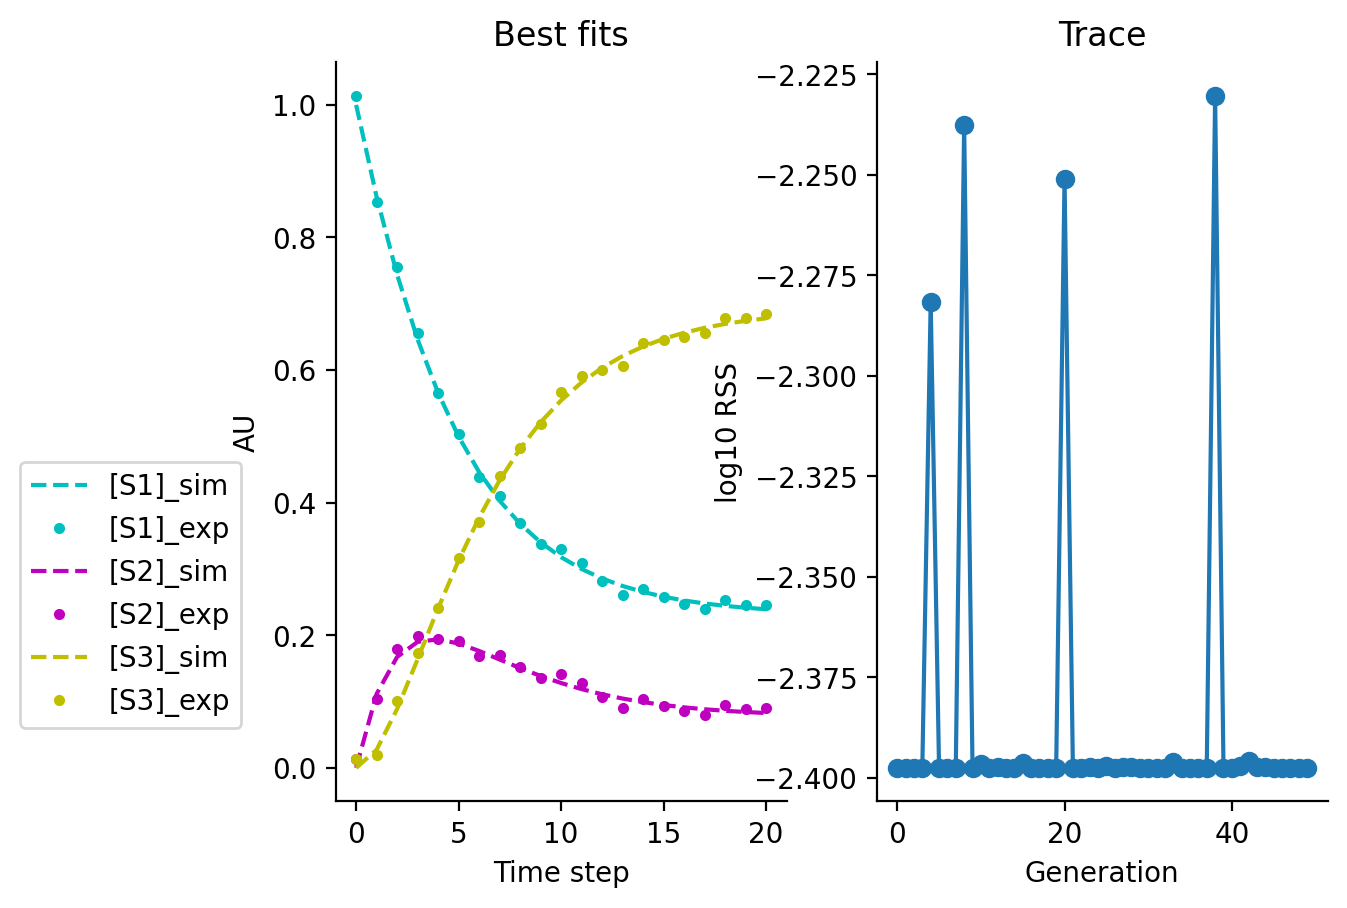 Best fits
Trace
AU
1.0
0.8
0.6
0.4
0.2
0.0
0
5
10
15
20
Time step
[S1]_sim
[S1]_exp
[S2]_sim
[S2]_exp
[S3]_sim
[S3]_exp
log10 RSS
−2.225
−2.250
−2.275
−2.300
−2.325
−2.350
−2.375
−2.400
0
20
40
Generation